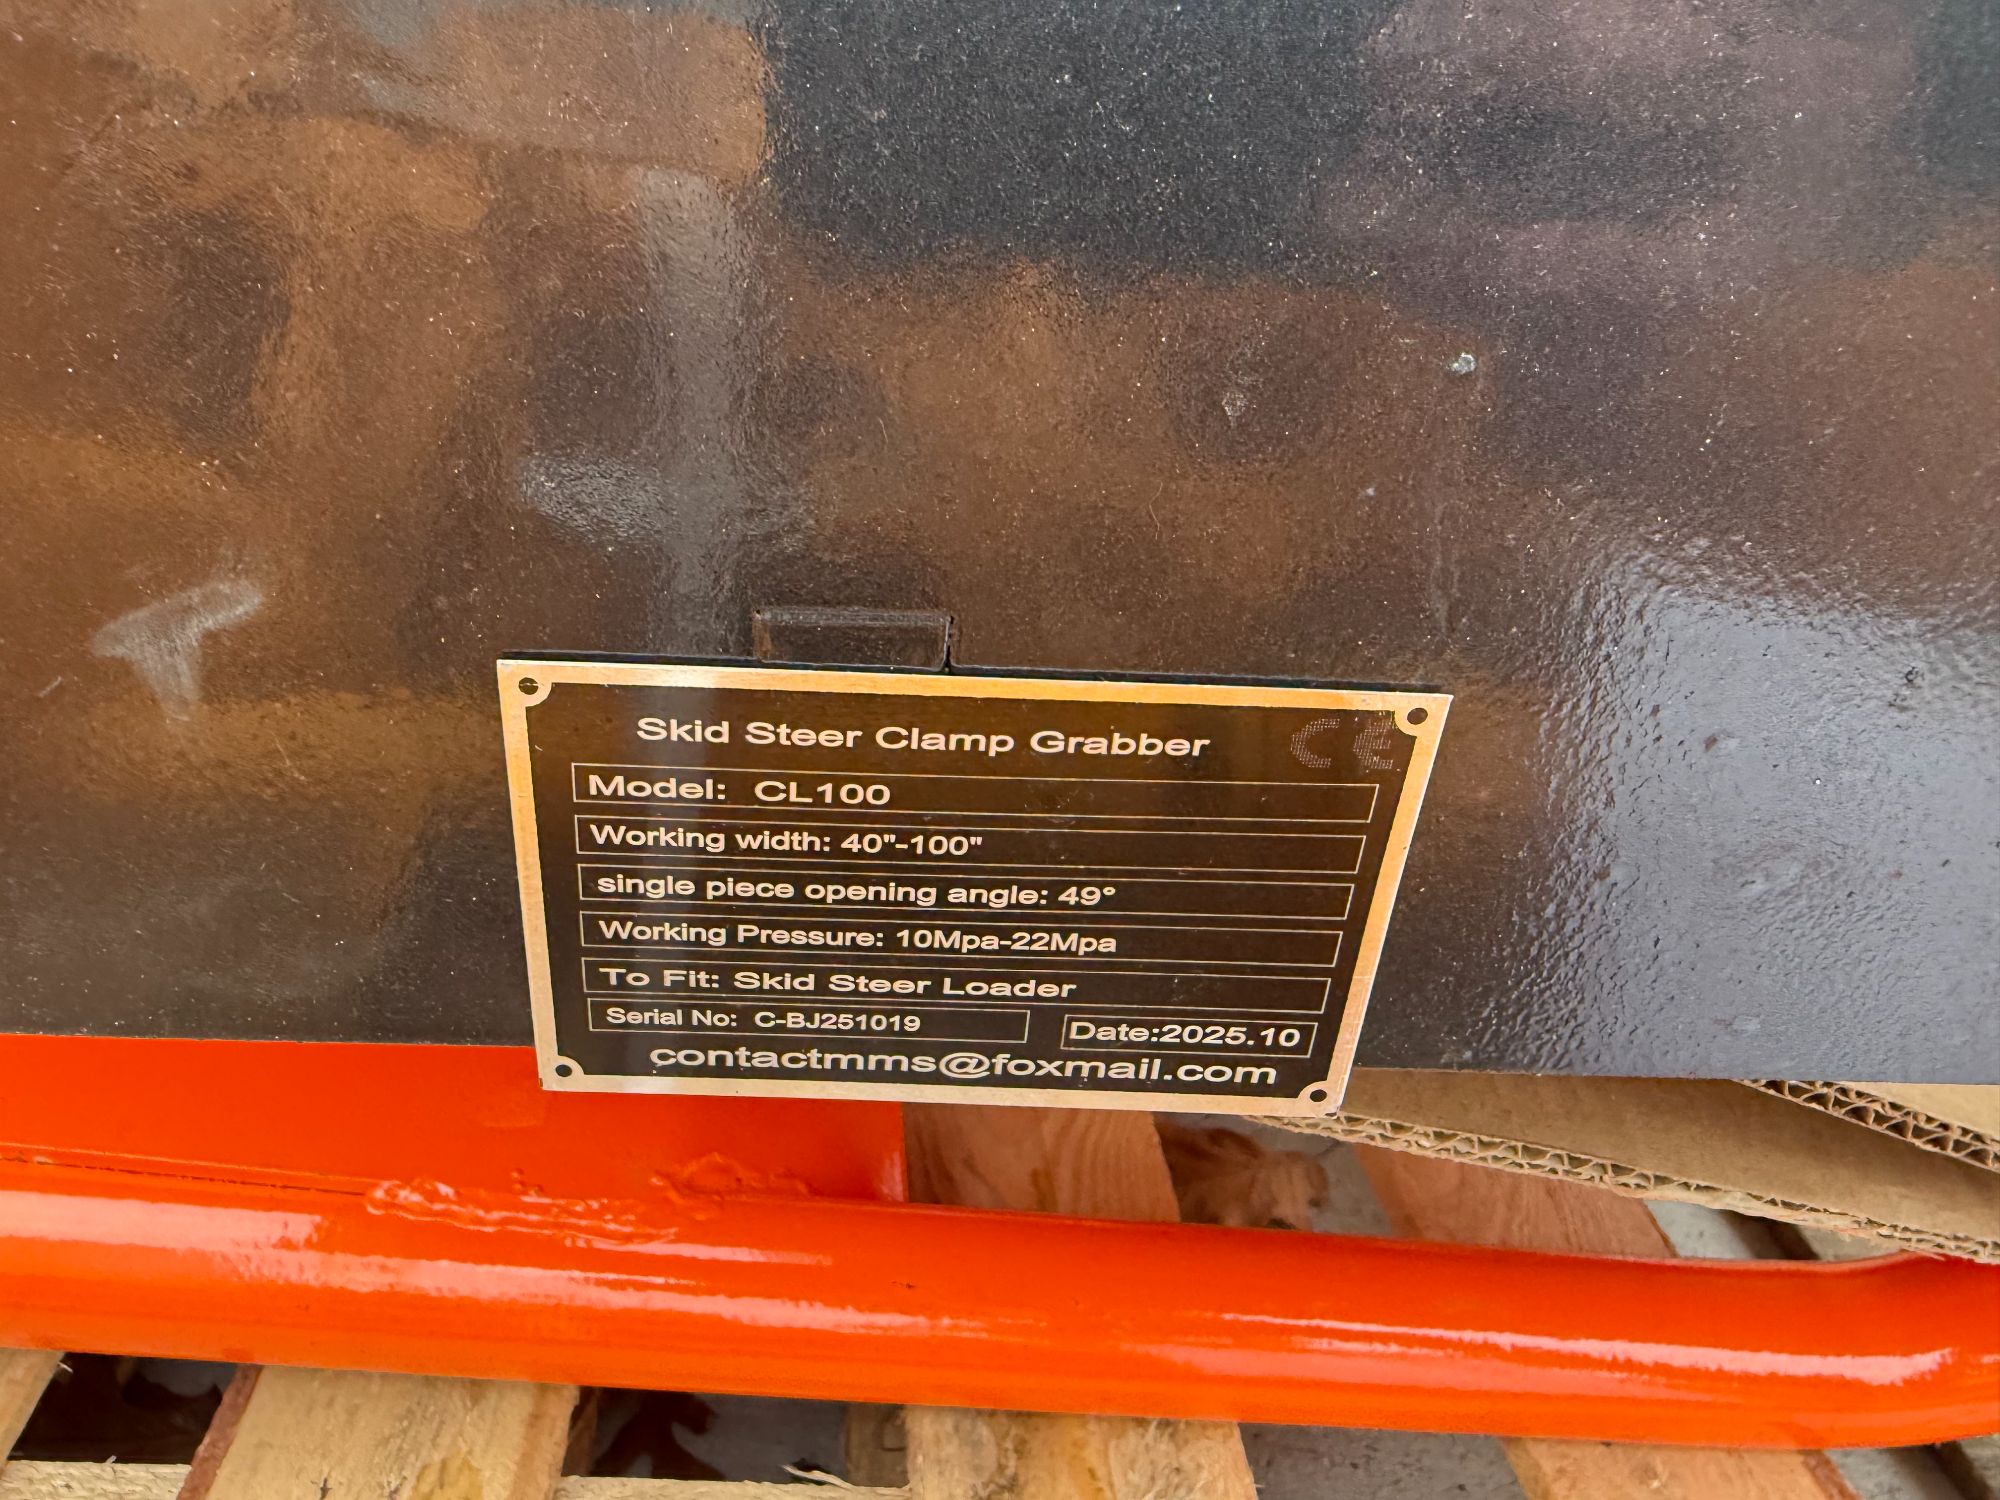 Skid Steer Clamp Grabber CE
Model: CL100
Working width: 40"-100"
single piece opening angle: 49°
Working Pressure: 10Mpa-22Mpa
To Fit: Skid Steer Loader
Serial No: C-BJ251019 Date:2025.10
contactmms@foxmail.com